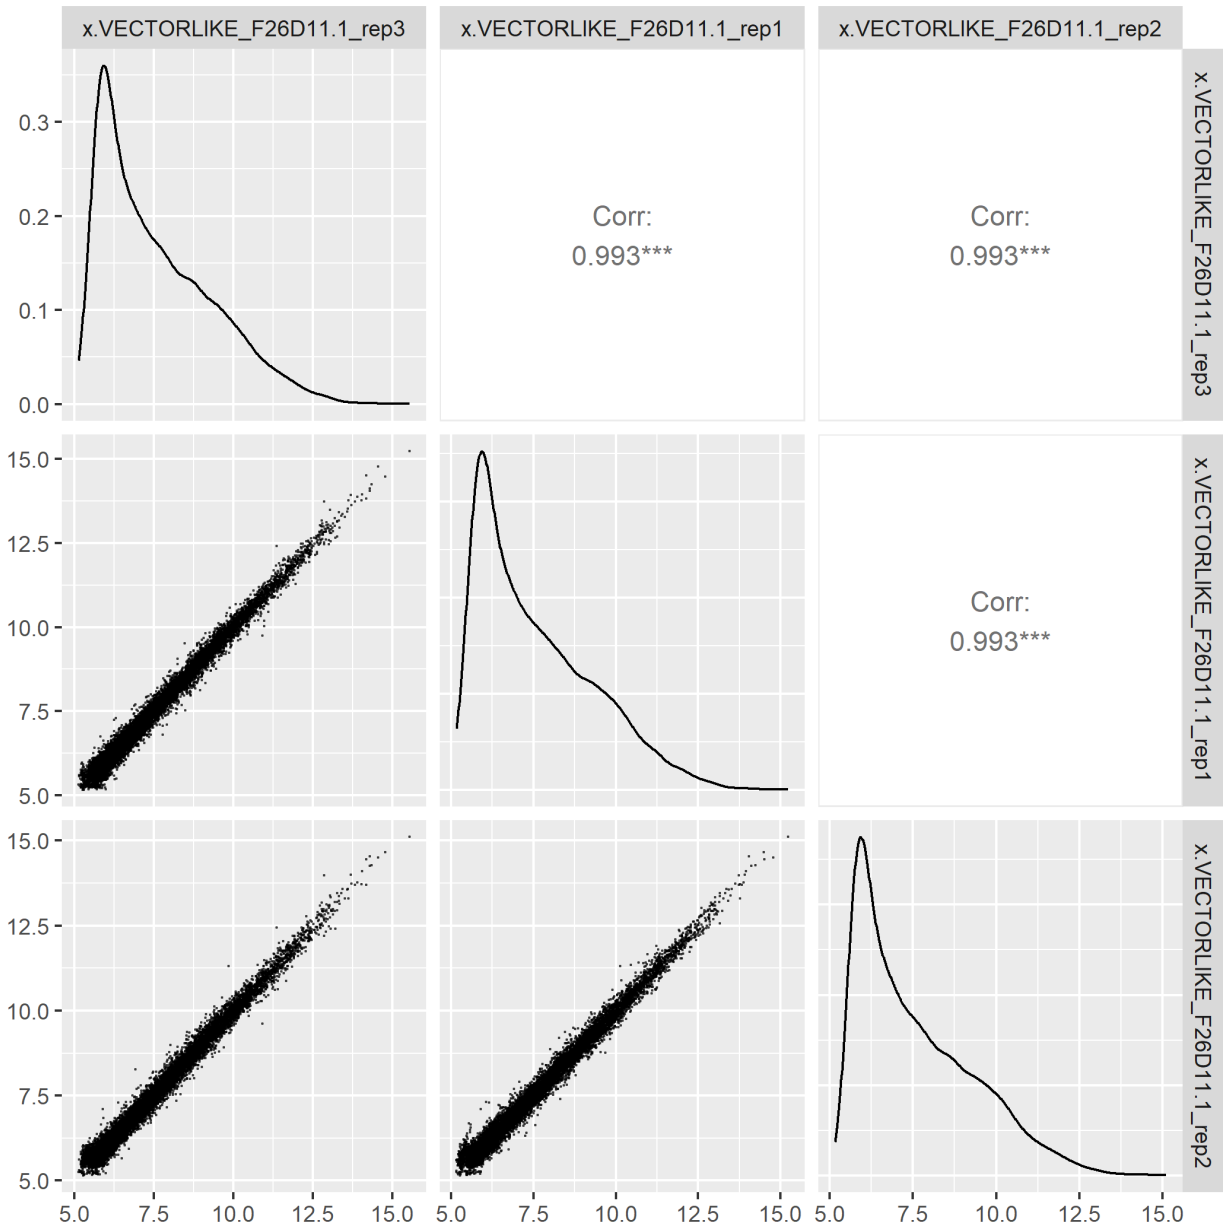 x.VECTORLIKE_F26D11.1_rep3
x.VECTORLIKE_F26D11.1_rep1
x.VECTORLIKE_F26D11.1_rep2
0.3
0.2
0.1
0.0
Corr:
0.993***
Corr:
0.993***
x.VECTORLIKE_F26D11.1_rep3
15.0
12.5
10.0
7.5
5.0
Corr:
0.993***
x.VECTORLIKE_F26D11.1_rep1
15.0
12.5
10.0
7.5
5.0
x.VECTORLIKE_F26D11.1_rep2
5.0 7.5 10.0 12.5 15.0
5.0 7.5 10.0 12.5 15.0
5.0 7.5 10.0 12.5 15.0